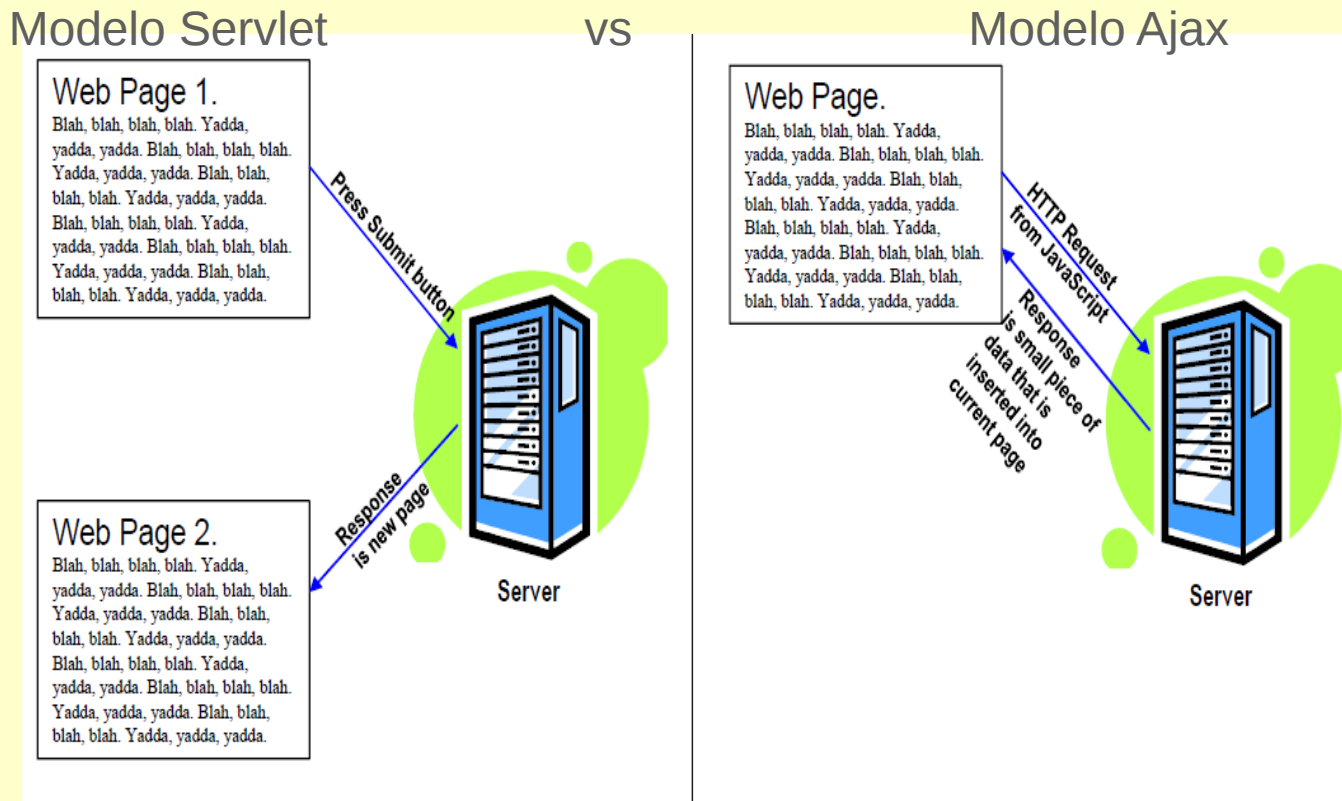 Modelo Servlet vs Modelo Ajax
Web Page 1.
Blah, blah, blah, blah. Yadda,
yadda, yadda. Blah, blah, blah, blah.
Yadda, yadda, yadda. Blah, blah,
blah, blah. Yadda, yadda, yadda.
Blah, blah, blah, blah. Yadda,
yadda, yadda. Blah, blah, blah, blah.
Yadda, yadda, yadda. Blah, blah,
blah, blah. Yadda, yadda, yadda.
Press Submit button
Server
Response
is new page
Web Page 2.
Blah, blah, blah, blah. Yadda,
yadda, yadda. Blah, blah, blah, blah.
Yadda, yadda, yadda. Blah, blah,
blah, blah. Yadda, yadda, yadda.
Blah, blah, blah, blah. Yadda,
yadda, yadda. Blah, blah, blah, blah.
Yadda, yadda, yadda. Blah, blah,
blah, blah. Yadda, yadda, yadda.
Web Page.
Blah, blah, blah, blah. Yadda,
yadda, yadda. Blah, blah, blah, blah.
Yadda, yadda, yadda. Blah, blah,
blah, blah. Yadda, yadda, yadda.
Blah, blah, blah, blah. Yadda,
yadda, yadda. Blah, blah, blah, blah.
Yadda, yadda, yadda. Blah, blah,
blah, blah. Yadda, yadda, yadda.
HTTP Request
from JavaScript
Response
is small piece of
data that is
inserted into
current page
Server